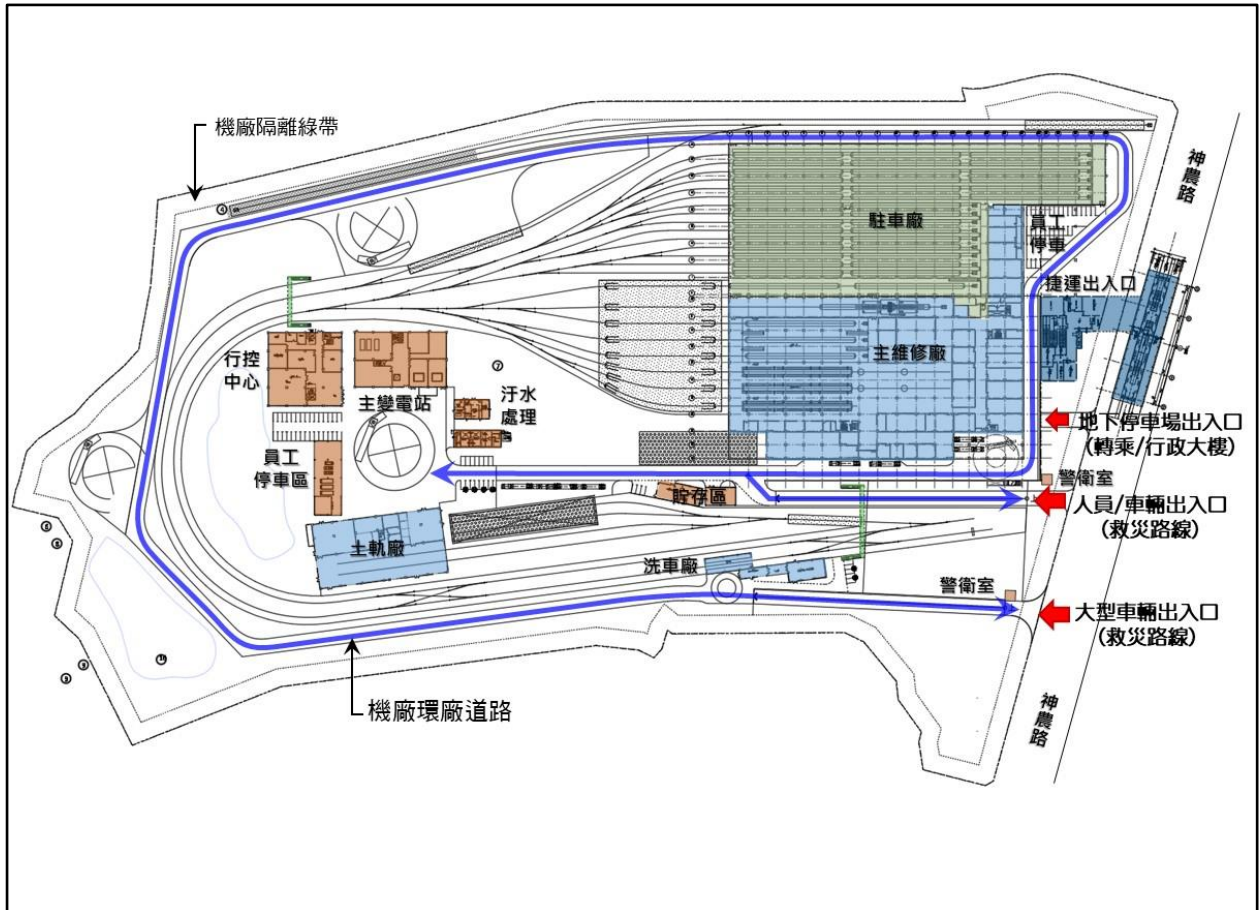 機廠隔離綠帶
神農路
駐車廠
員工
停車
捷運出入口
行控
中心
主變電站
主維修廠
汙水
處理
地下停車場出入口
(轉乘/行政大樓)
員工
停車區
警衛室
貯存區
人員/車輛出入口
(救災路線)
土軌廠
洗車廠
警衛室
大型車輛出入口
(救災路線)
機廠環廠道路
神農路